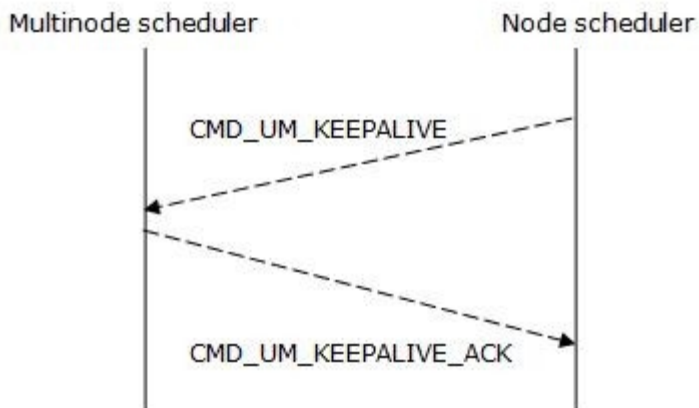 Multinode scheduler
Node scheduler
CMD_UM_KEEPALIVE
CMD_UM_KEEPALIVE_ACK